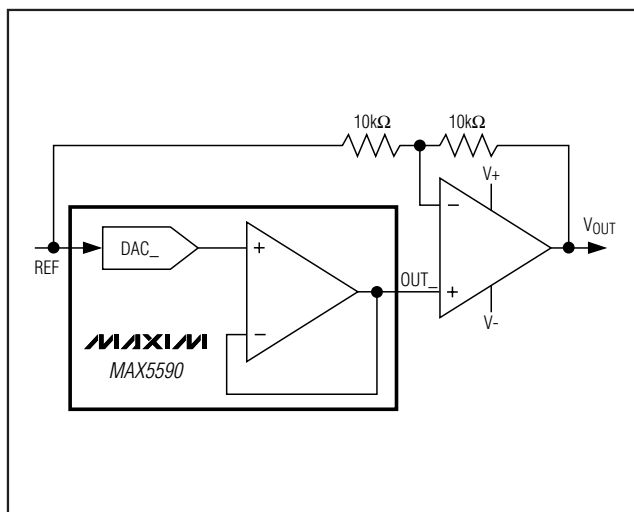 10kΩ 10kΩ
V+
−
VOUT
REF
DAC_
+
OUT_
+
−
V-
MAXIM
MAX5590